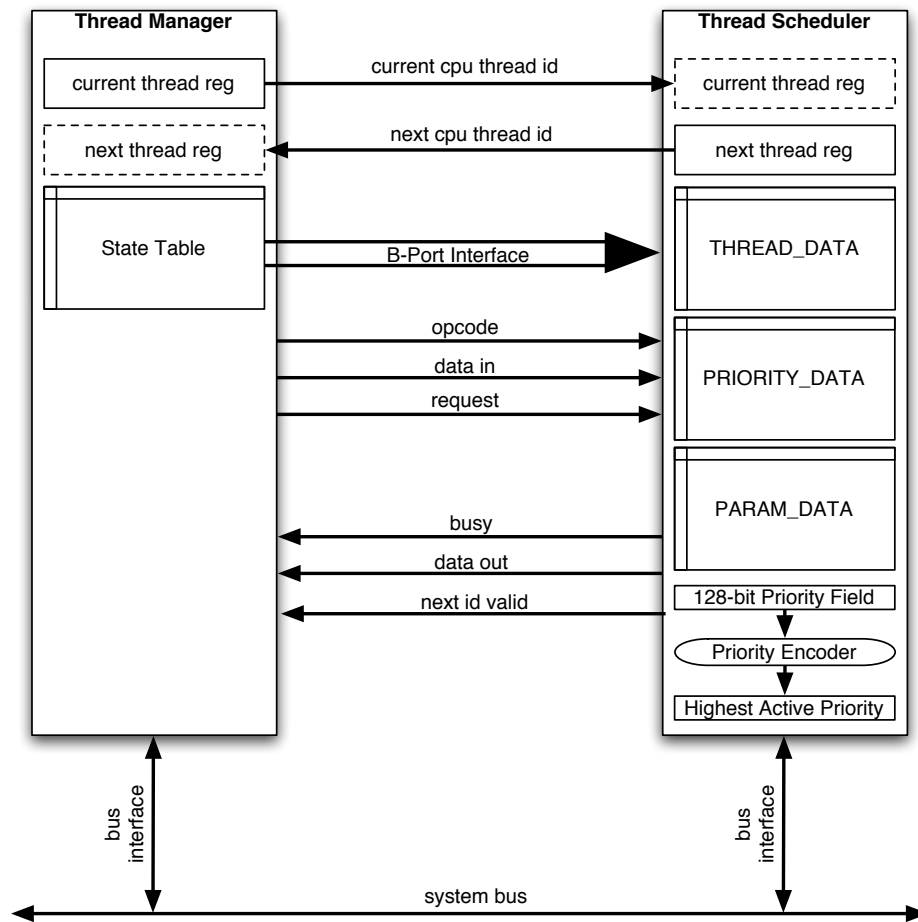 Thread Manager
Thread Scheduler
current thread reg
current cpu thread id
current thread reg
next thread reg
next cpu thread id
next thread reg
State Table
B-Port Interface
THREAD_DATA
opcode
data in
request
PRIORITY_DATA
PARAM_DATA
busy
data out
next id valid
128-bit Priority Field
Priority Encoder
Highest Active Priority
bus
interface
bus
interface
system bus